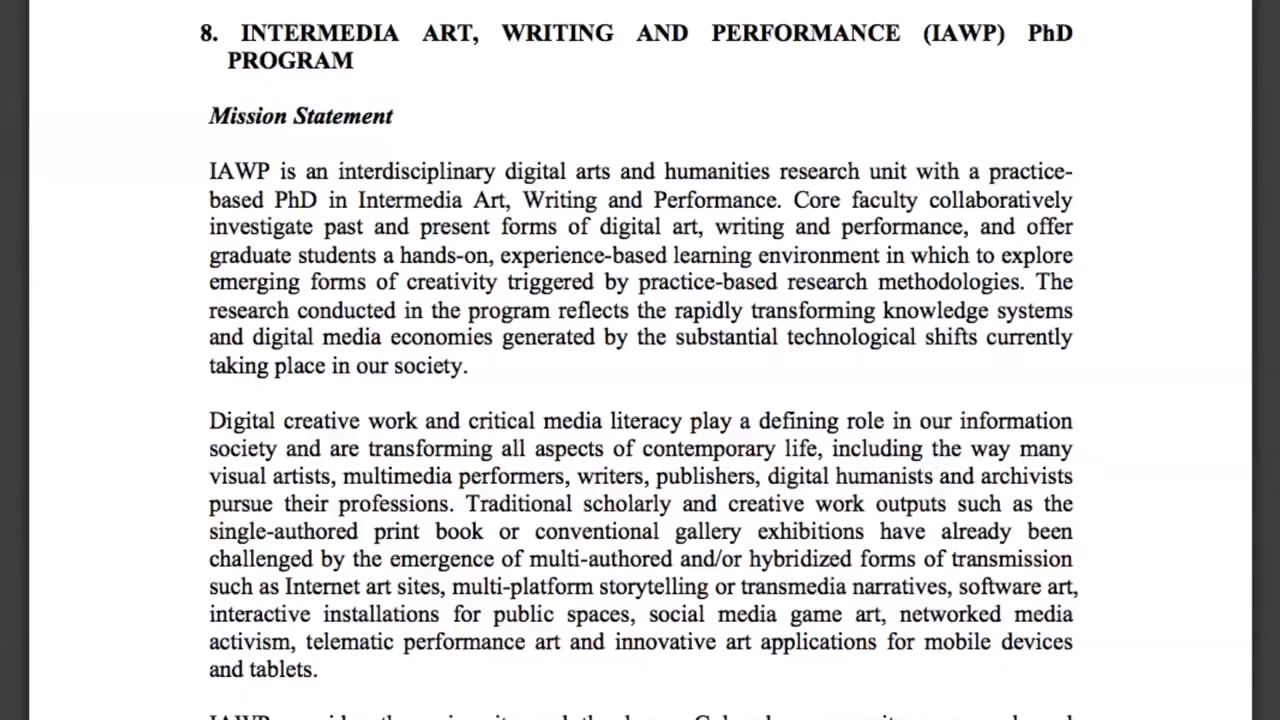 8. INTERMEDIA ART, WRITING AND PERFORMANCE (IAWP) PhD
PROGRAM
Mission Statement
IAWP is an interdisciplinary digital arts and humanities research unit with a practice-
based PhD in Intermedia Art, Writing and Performance. Core faculty collaboratively
investigate past and present forms of digital art, writing and performance, and offer
graduate students a hands-on, experience-based learning environment in which to explore
emerging forms of creativity triggered by practice-based research methodologies. The
research conducted in the program reflects the rapidly transforming knowledge systems
and digital media economies generated by the substantial technological shifts currently
taking place in our society.
Digital creative work and critical media literacy play a defining role in our information
society and are transforming all aspects of contemporary life, including the way many
visual artists, multimedia performers, writers, publishers, digital humanists and archivists
pursue their professions. Traditional scholarly and creative work outputs such as the
single-authored print book or conventional gallery exhibitions have already been
challenged by the emergence of multi-authored and/or hybridized forms of transmission
such as Internet art sites, multi-platform storytelling or transmedia narratives, software art,
interactive installations for public spaces, social media game art, networked media
activism, telematic performance art and innovative art applications for mobile devices
and tablets.
IAWP